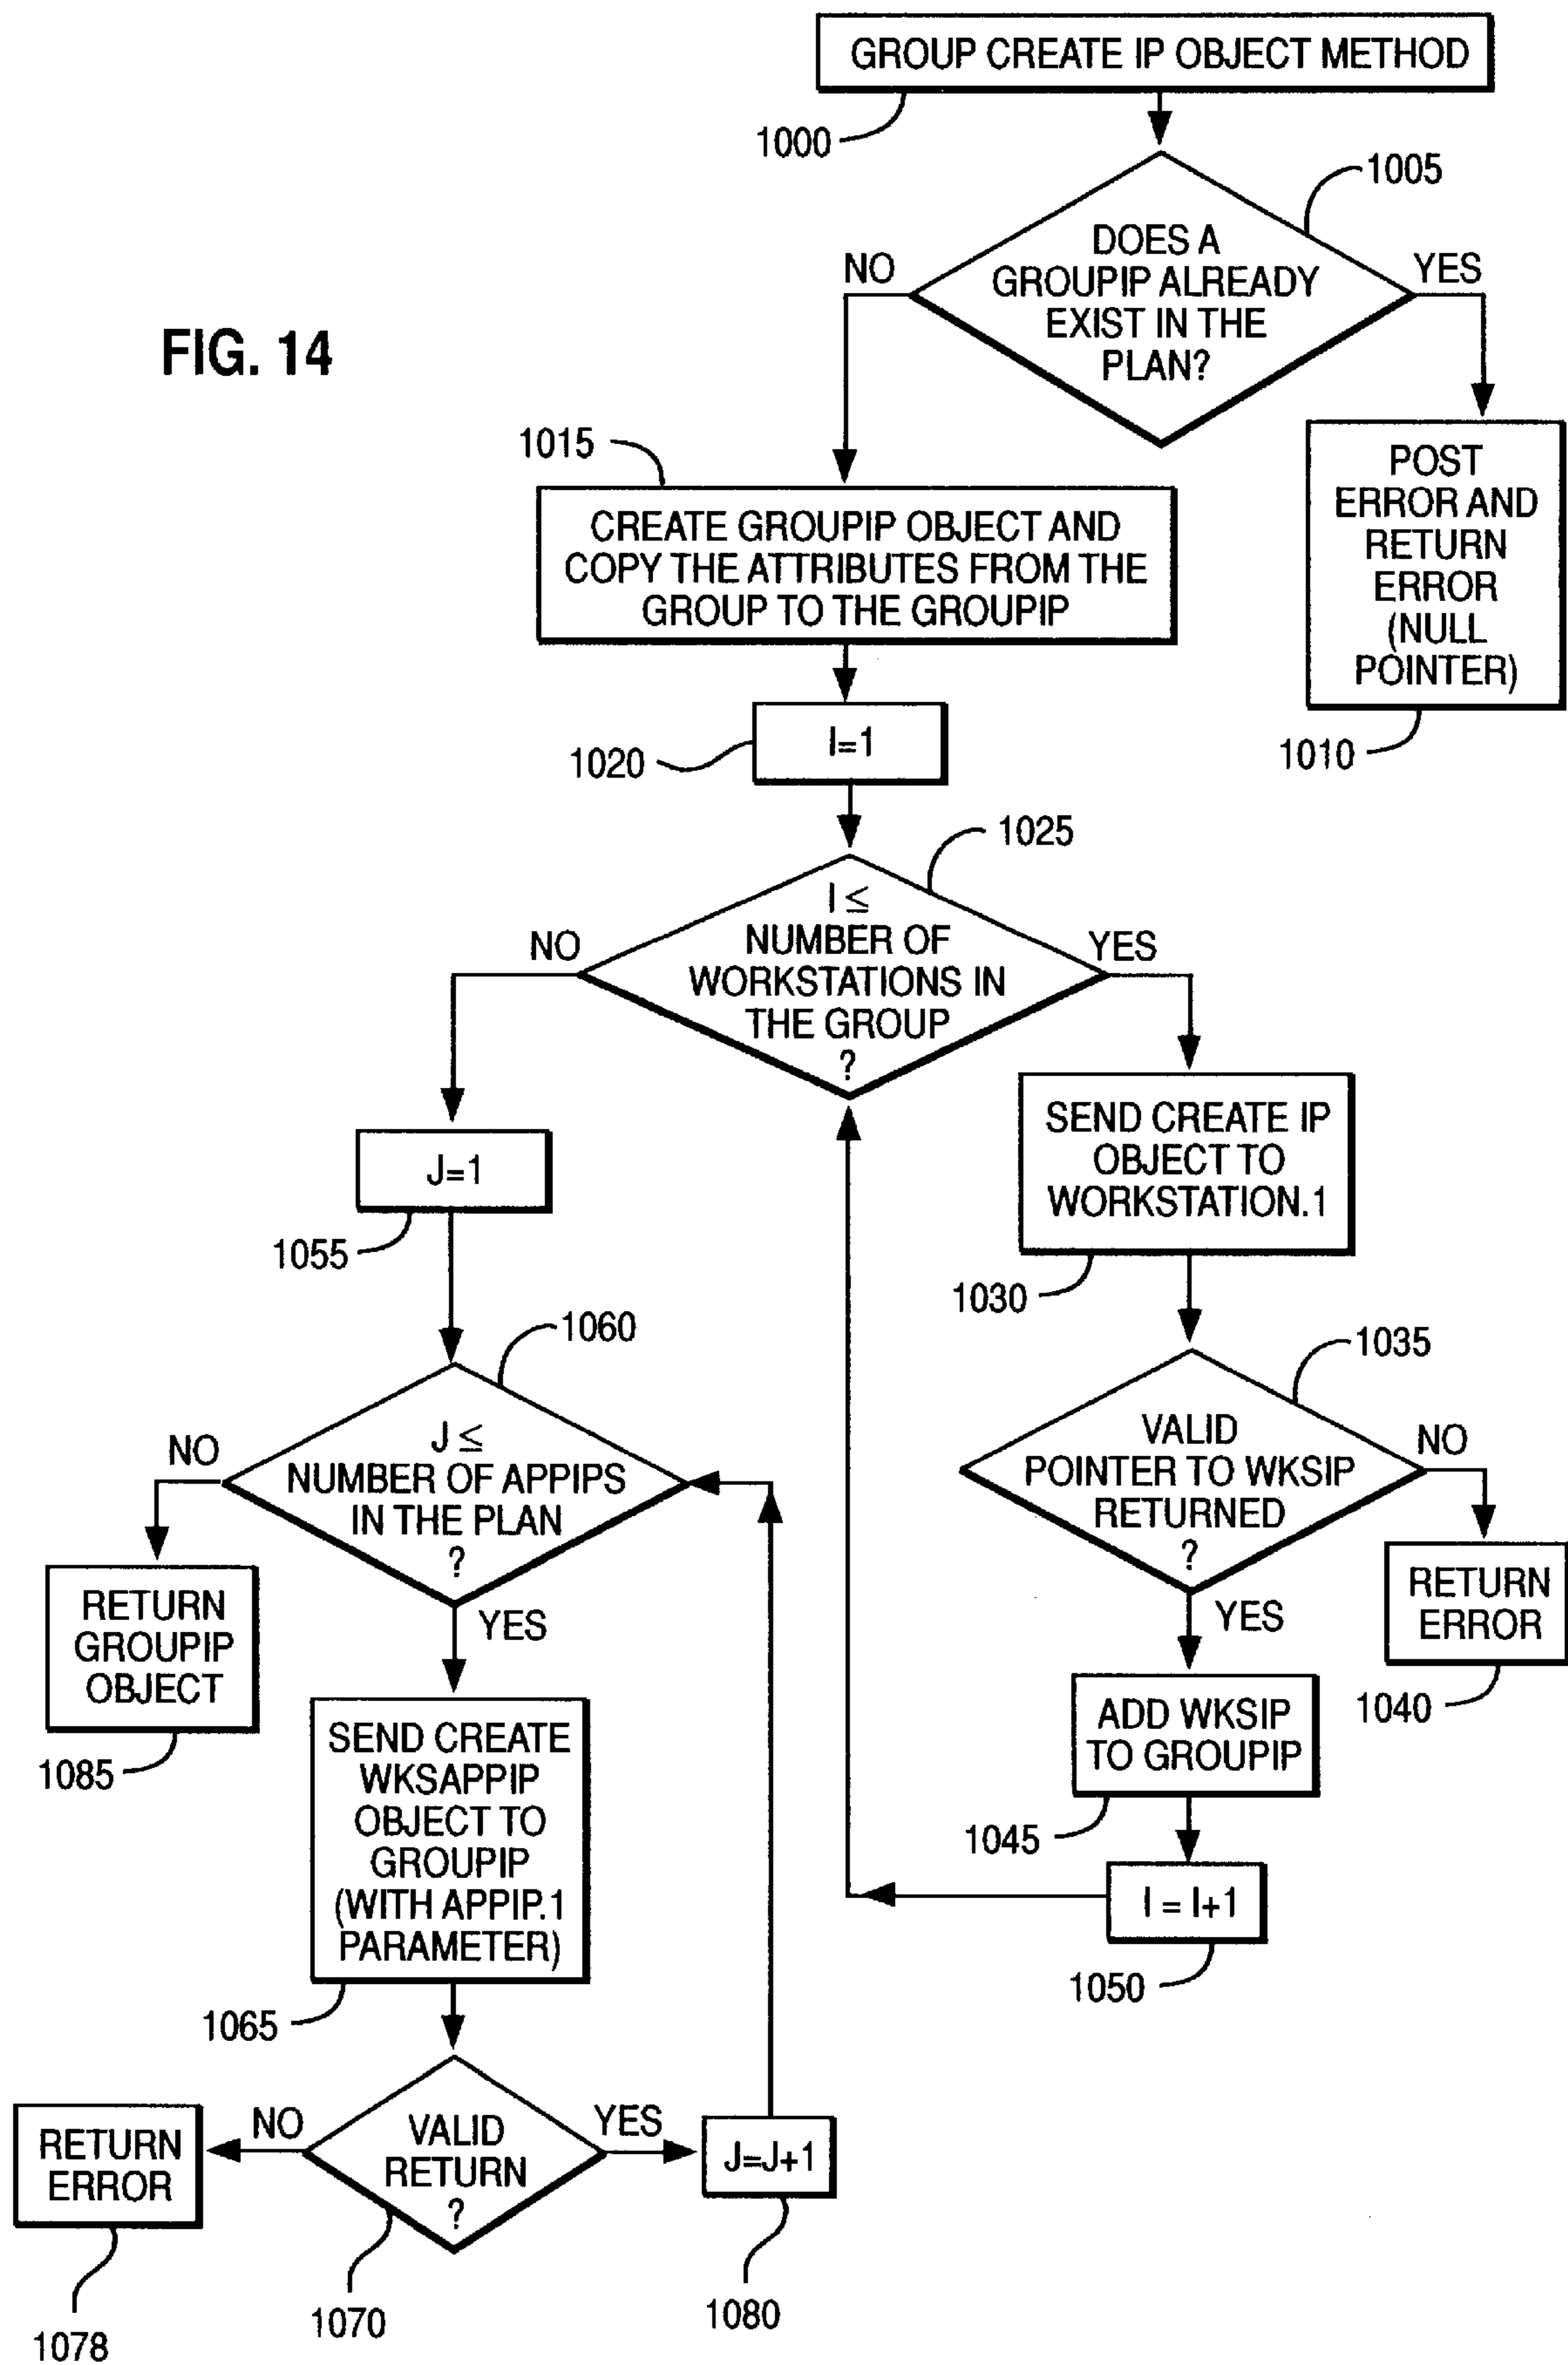 GROUP CREATE IP OBJECT METHOD
1000
1005
DOES A
GROUPIP ALREADY
EXIST IN THE
PLAN?
NO
YES
FIG. 14
POST
ERROR AND
RETURN
ERROR
(NULL
POINTER)
1010
1015
CREATE GROUPIP OBJECT AND
COPY THE ATTRIBUTES FROM THE
GROUP TO THE GROUPIP
I=1
1020
1025
I ≤
NUMBER OF
WORKSTATIONS IN
THE GROUP
?
NO
YES
SEND CREATE IP
OBJECT TO
WORKSTATION.1
1030
1035
VALID
POINTER TO WKSIP
RETURNED
?
NO
YES
RETURN
ERROR
1040
ADD WKSIP
TO GROUPIP
1045
I = I+1
1050
J=1
1055
1060
J ≤
NUMBER OF APPIPS
IN THE PLAN
?
NO
YES
RETURN
GROUPIP
OBJECT
1085
SEND CREATE
WKSAPPIP
OBJECT TO
GROUPIP
(WITH APPIP.1
PARAMETER)
1065
VALID
RETURN
?
NO
YES
1070
RETURN
ERROR
1078
J=J+1
1080